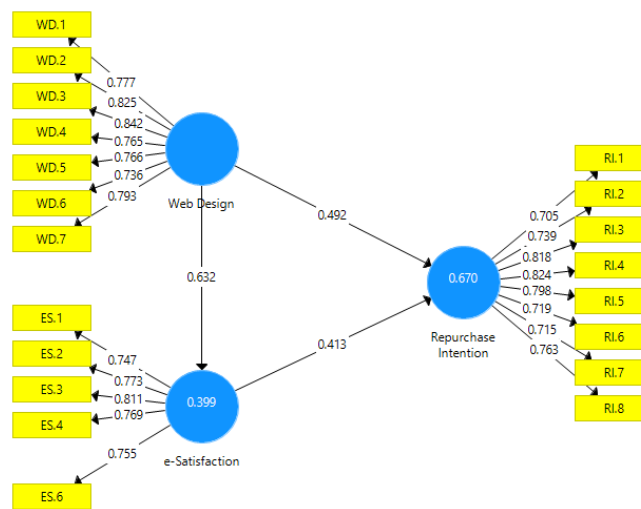 WD.1
WD.2
WD.3
WD.4
WD.5
WD.6
WD.7
0.777
0.825
0.842
0.765
0.766
0.736
0.793
Web Design
0.492
0.632
0.413
ES.1
ES.2
ES.3
ES.4
ES.6
0.747
0.773
0.811
0.769
0.755
0.399
e-Satisfaction
0.670
Repurchase
Intention
0.705
0.739
0.818
0.824
0.798
0.719
0.715
0.763
RI.1
RI.2
RI.3
RI.4
RI.5
RI.6
RI.7
RI.8